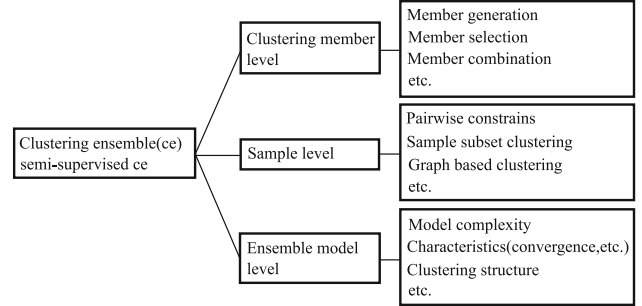 Clustering ensemble(ce)
semi-supervised ce
Clustering member
level
Member generation
Member selection
Member combination
etc.
Sample level
Pairwise constrains
Sample subset clustering
Graph based clustering
etc.
Ensemble model
level
Model complexity
Characteristics(convergence,etc.)
Clustering structure
etc.